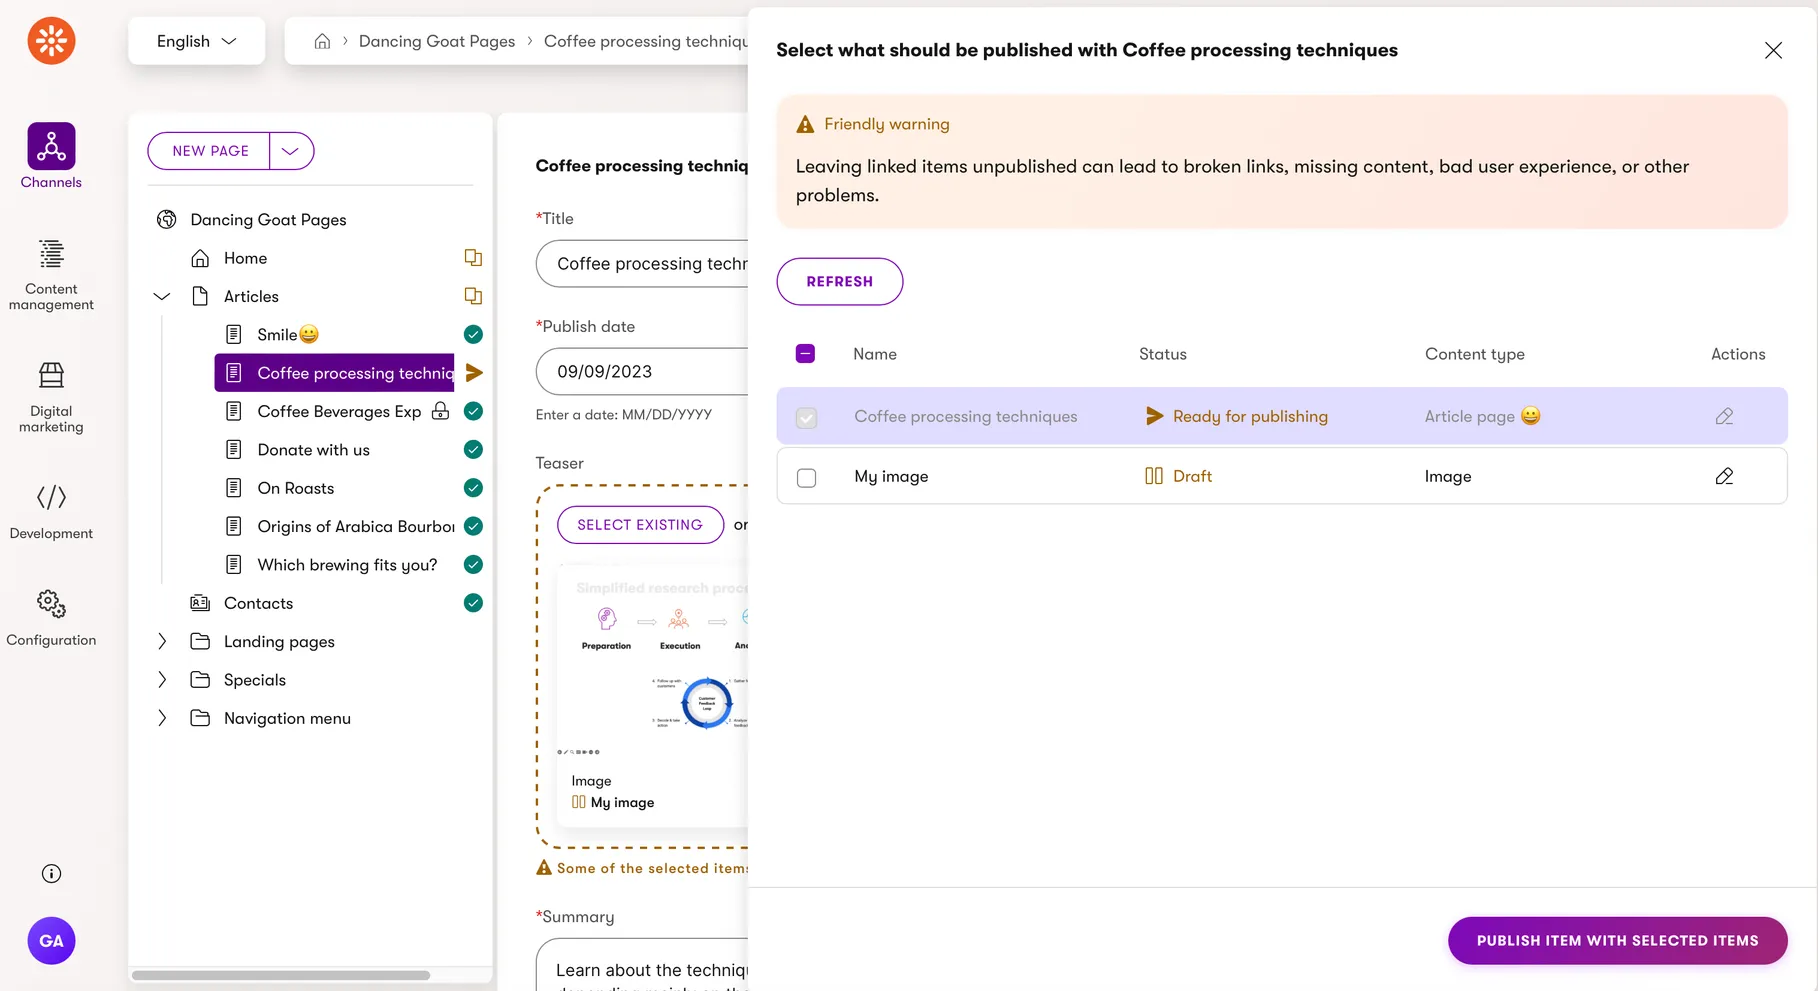 English
Dancing Goat Pages
Coffee processing techniqu
Channels
Content
management
Digital
marketing
Development
Configuration
GA
NEW PAGE
Dancing Goat Pages
Home
Articles
Smile😀
Coffee processing techniq
Coffee Beverages Exp
Donate with us
On Roasts
Origins of Arabica Bourbon
Which brewing fits you?
Contacts
Landing pages
Specials
Navigation menu
Coffee processing techniq
*Title
Coffee processing techn
*Publish date
09/09/2023
Enter a date: MM/DD/YYYY
Teaser
SELECT EXISTING or
Simplified research proc
Preparation Execution
Customer
Feedback
Loop
Image
My image
Some of the selected items
*Summary
Learn about the techniqu
Select what should be published with Coffee processing techniques
Friendly warning
Leaving linked items unpublished can lead to broken links, missing content, bad user experience, or other
problems.
REFRESH
Name Status Content type Actions
Coffee processing techniques Ready for publishing Article page 😀
My image Draft Image
PUBLISH ITEM WITH SELECTED ITEMS